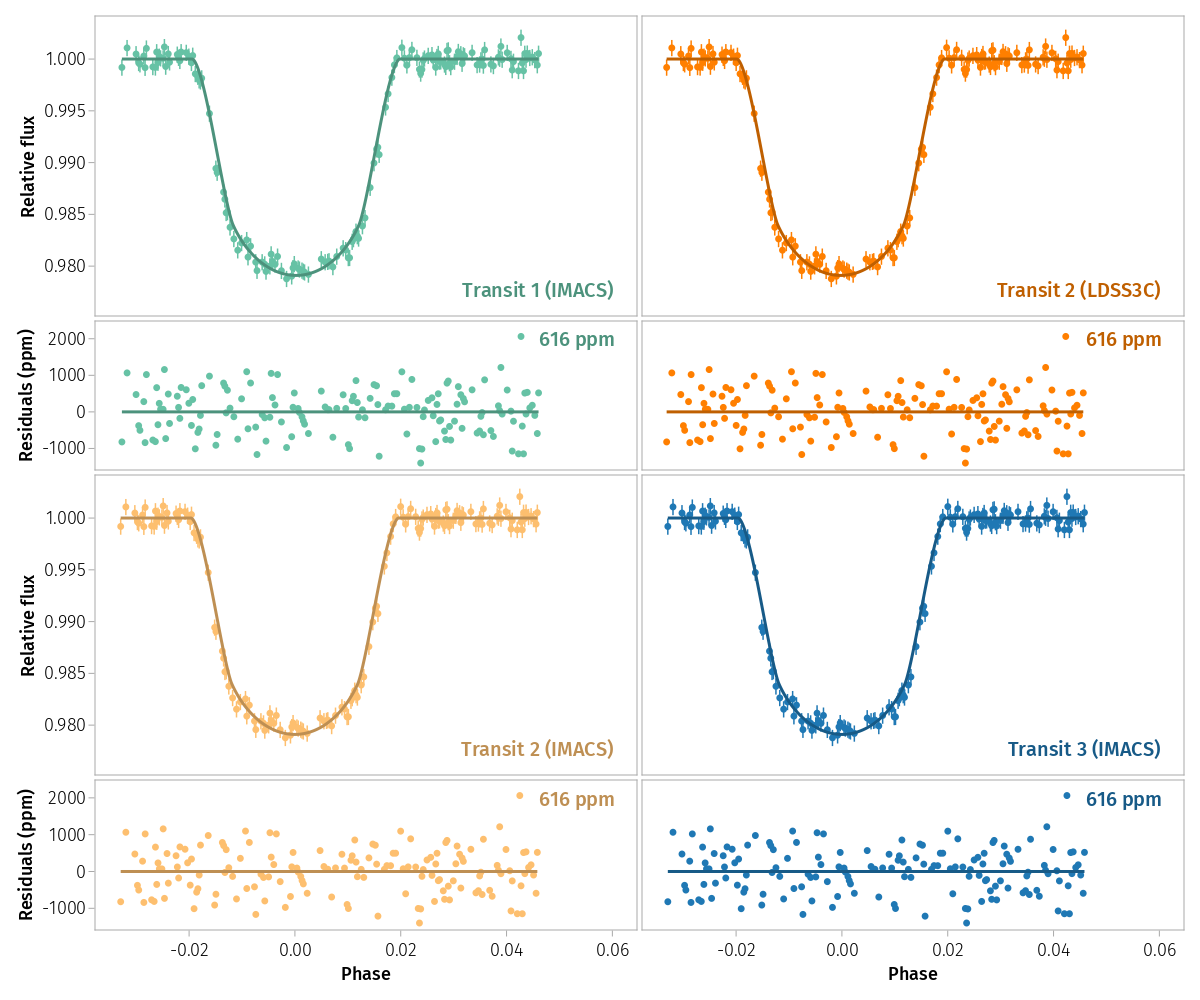 Relative flux
1.000
0.995
0.990
0.985
0.980
Transit 1 (IMACS)
Transit 2 (LDSS3C)
Residuals (ppm)
2000
1000
0
-1000
616 ppm
616 ppm
Relative flux
1.000
0.995
0.990
0.985
0.980
Transit 2 (IMACS)
Transit 3 (IMACS)
Residuals (ppm)
2000
1000
0
-1000
616 ppm
616 ppm
-0.02 0.00 0.02 0.04 0.06
-0.02 0.00 0.02 0.04 0.06
Phase
Phase